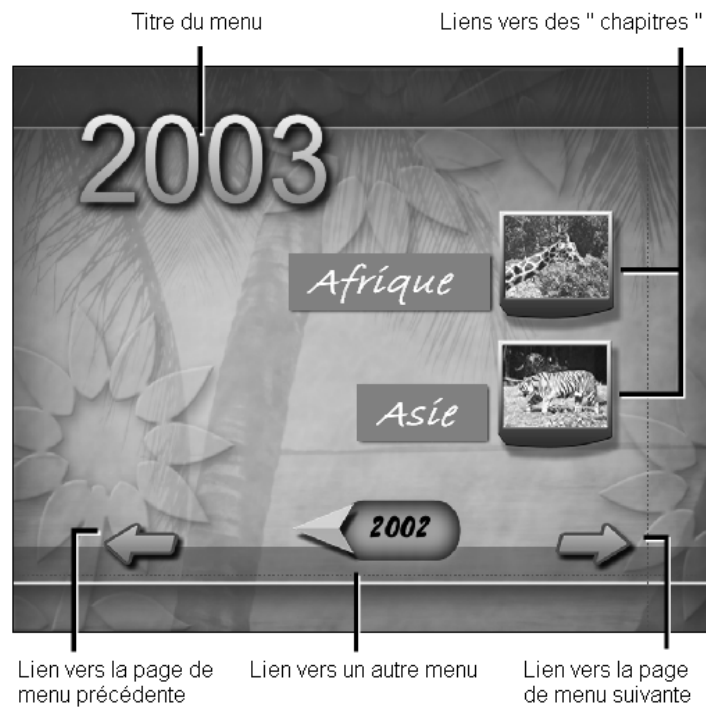 Titre du menu
Liens vers des " chapitres "
2003
Afrique
Asie
2002
Lien vers la page de
menu précédente
Lien vers un autre menu
Lien vers la page
de menu suivante